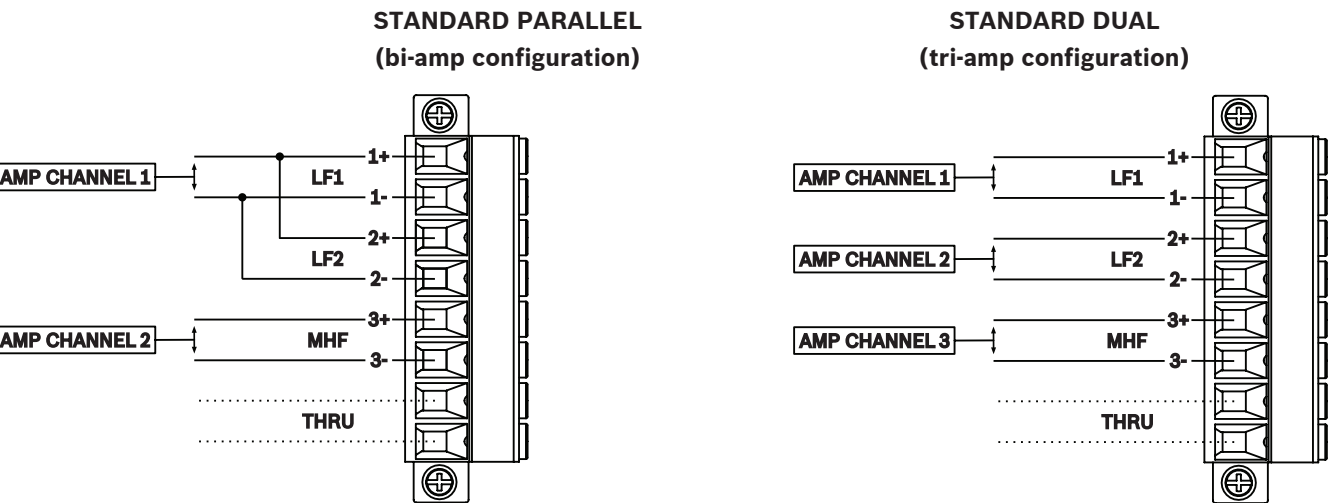 STANDARD PARALLEL
(bi-amp configuration)
AMP CHANNEL 1
1+
LF1
1-
2+
LF2
2-
AMP CHANNEL 2
3+
MHF
3-
THRU
STANDARD DUAL
(tri-amp configuration)
AMP CHANNEL 1
1+
LF1
1-
AMP CHANNEL 2
2+
LF2
2-
AMP CHANNEL 3
3+
MHF
3-
THRU